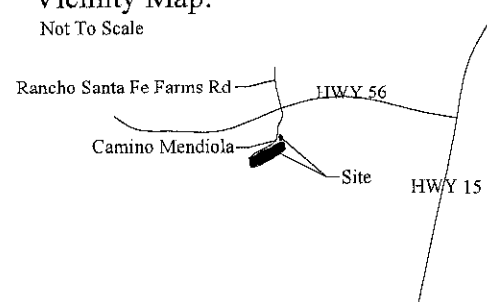 Vicinity Map:
Not To Scale
Rancho Santa Fe Farms Rd
HWY 56
Camino Mendiola
Site
HWY 15